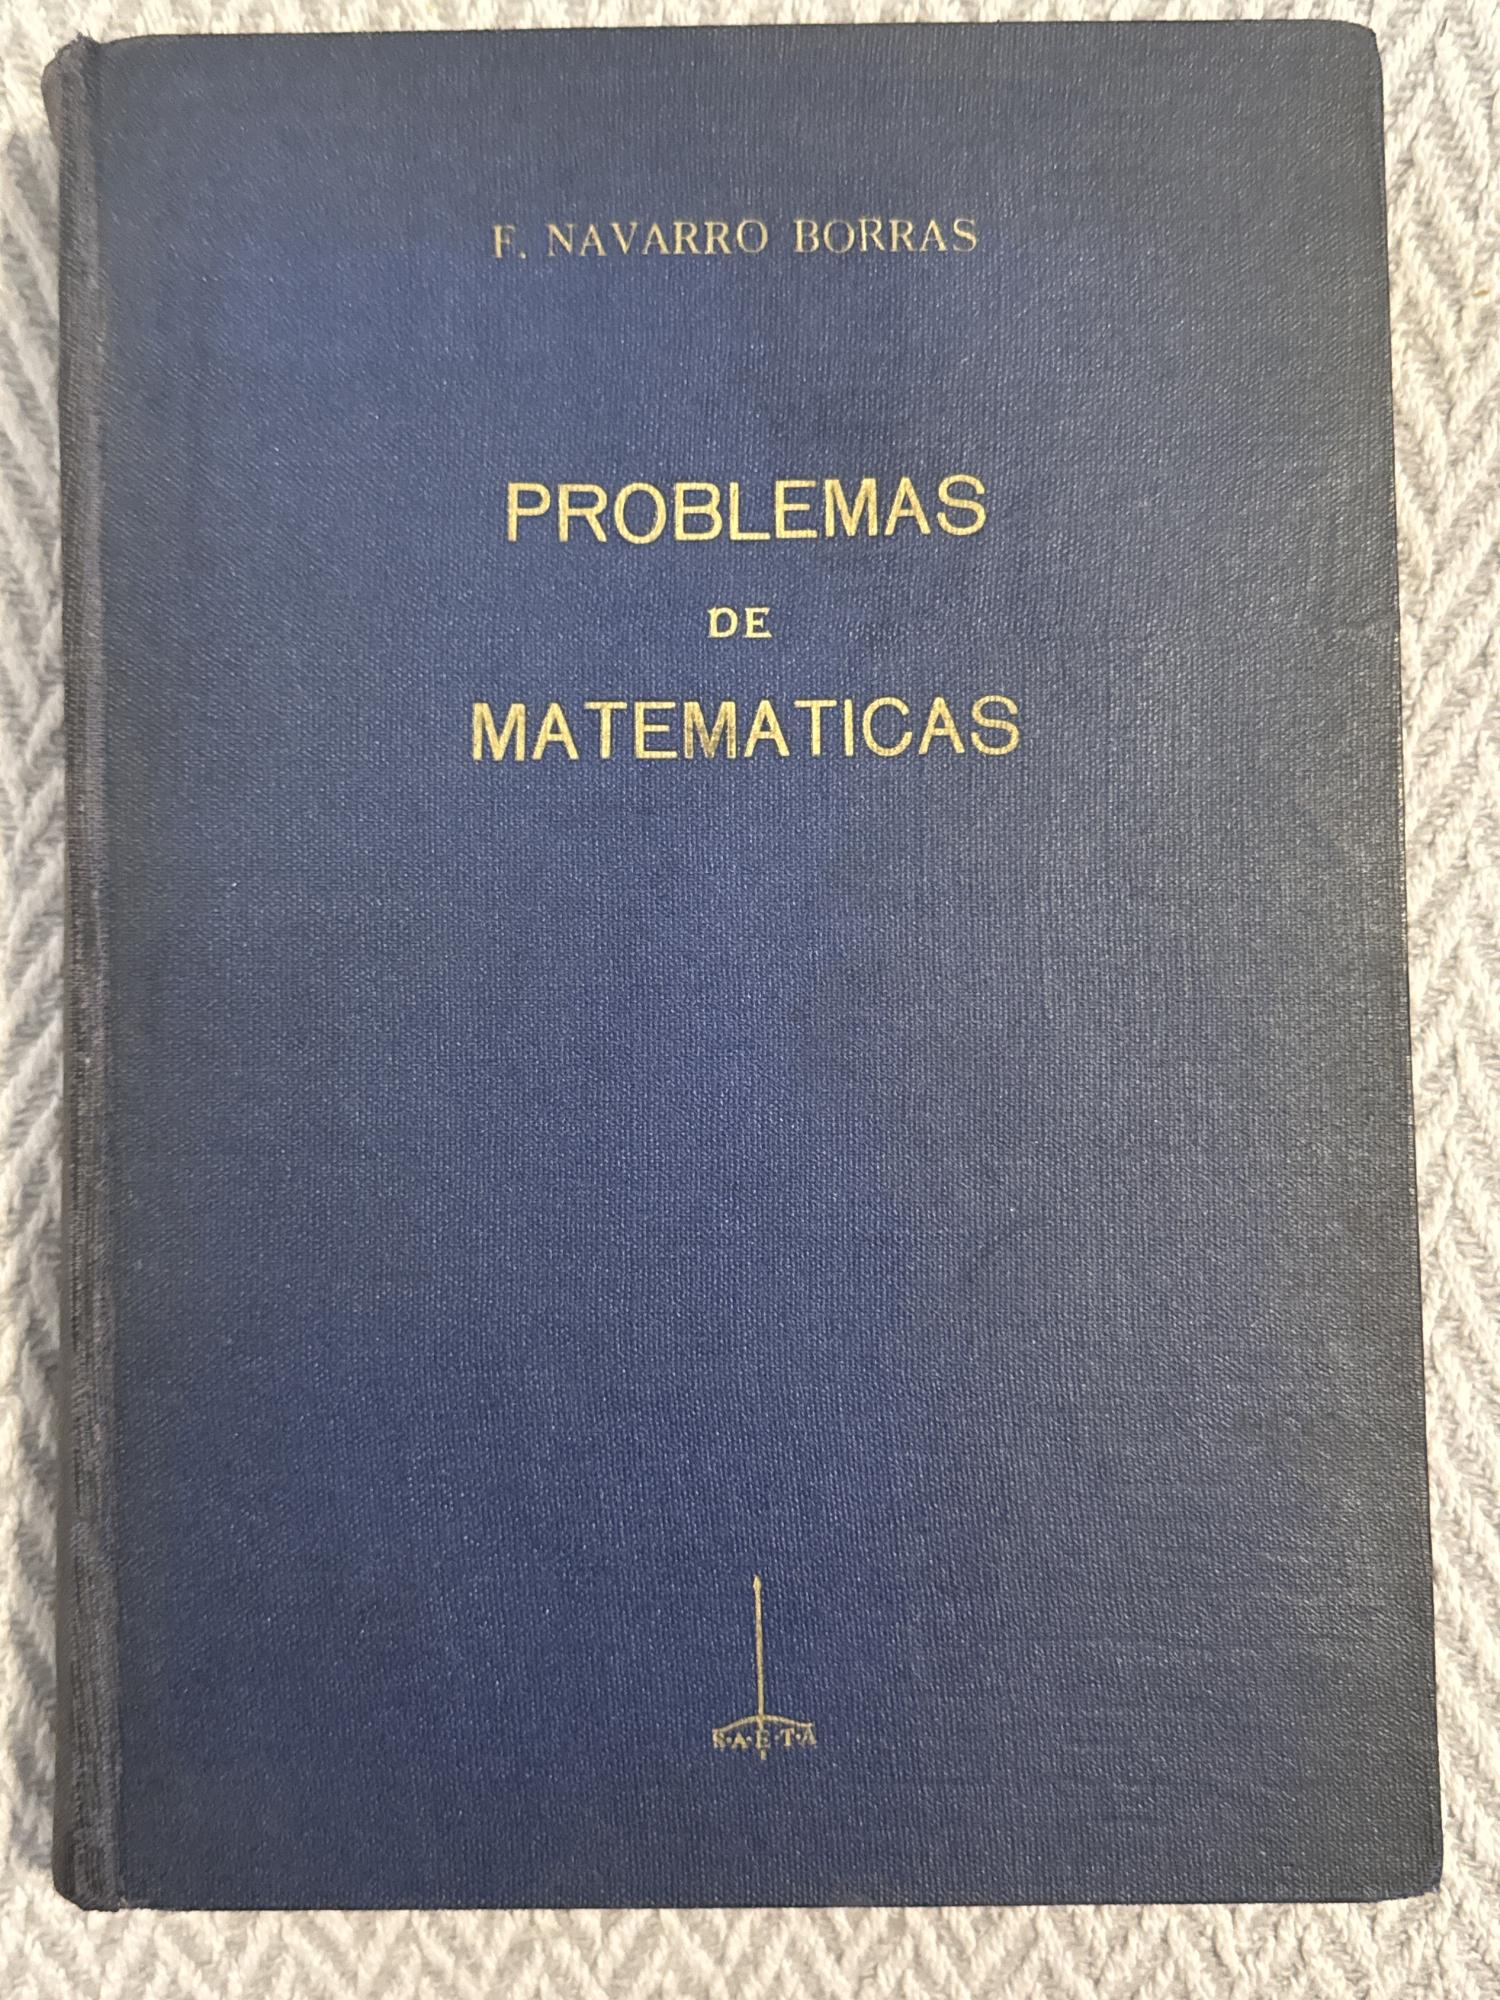 F. NAVARRO BORRAS
PROBLEMAS
DE
MATEMATICAS
S·A·E·T·A